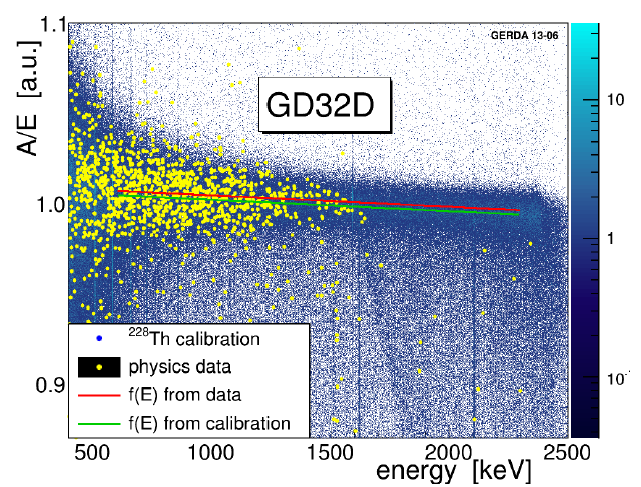 1.1
GERDA 13-06
A/E [a.u.]
GD32D
10
1.0
1
²²⁸Th calibration
physics data
f(E) from data
f(E) from calibration
0.9
10⁻
500 1000 1500 2000 2500
energy [keV]